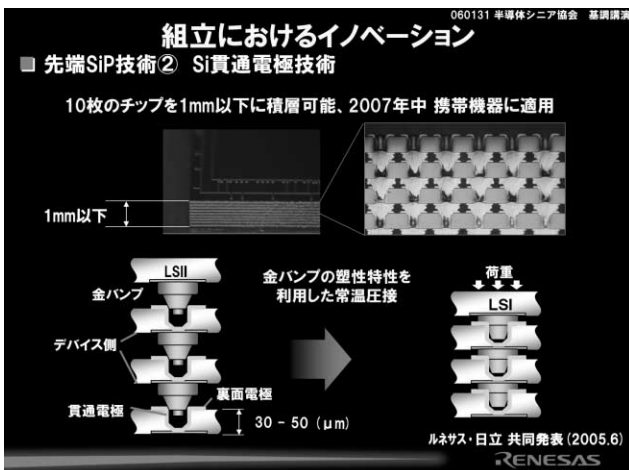 060131 半導体シニア協会 基調講演
組立におけるイノベーション
先端SiP技術② Si貫通電極技術
10枚のチップを1mm以下に積層可能、2007年中 携帯機器に適用
1mm以下
LSII
金バンプ
デバイス側
貫通電極
裏面電極
30 - 50 (μm)
金バンプの塑性特性を
利用した常温圧接
荷重
LSI
ルネサス・日立 共同発表(2005.6)
RENESAS